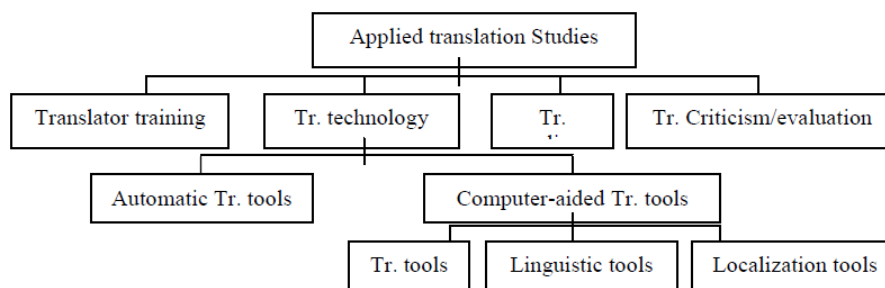 Applied translation Studies
Translator training
Tr. technology
Tr.
Tr. Criticism/evaluation
Automatic Tr. tools
Computer-aided Tr. tools
Tr. tools
Linguistic tools
Localization tools